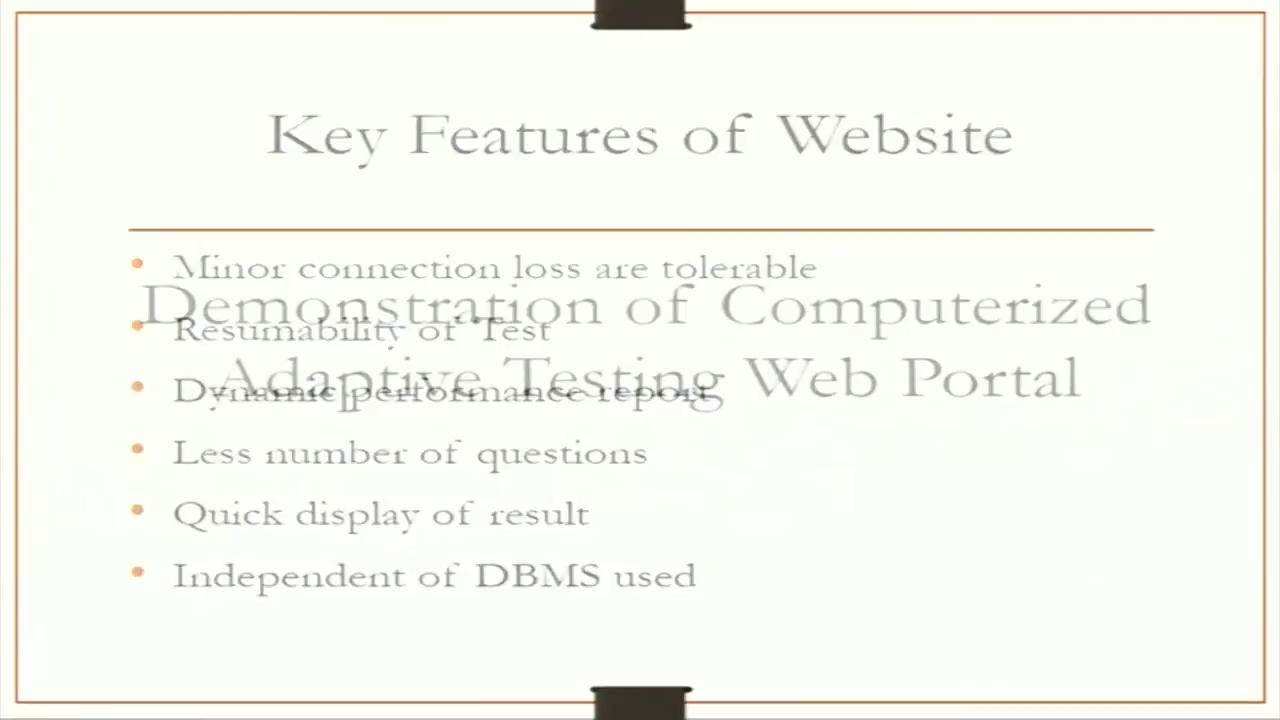 Key Features of Website
Minor connection loss are tolerable
Demonstration of Computerized
Resumability of Test
Adaptive Testing Web Portal
Dynamic performance report
Less number of questions
Quick display of result
Independent of DBMS used